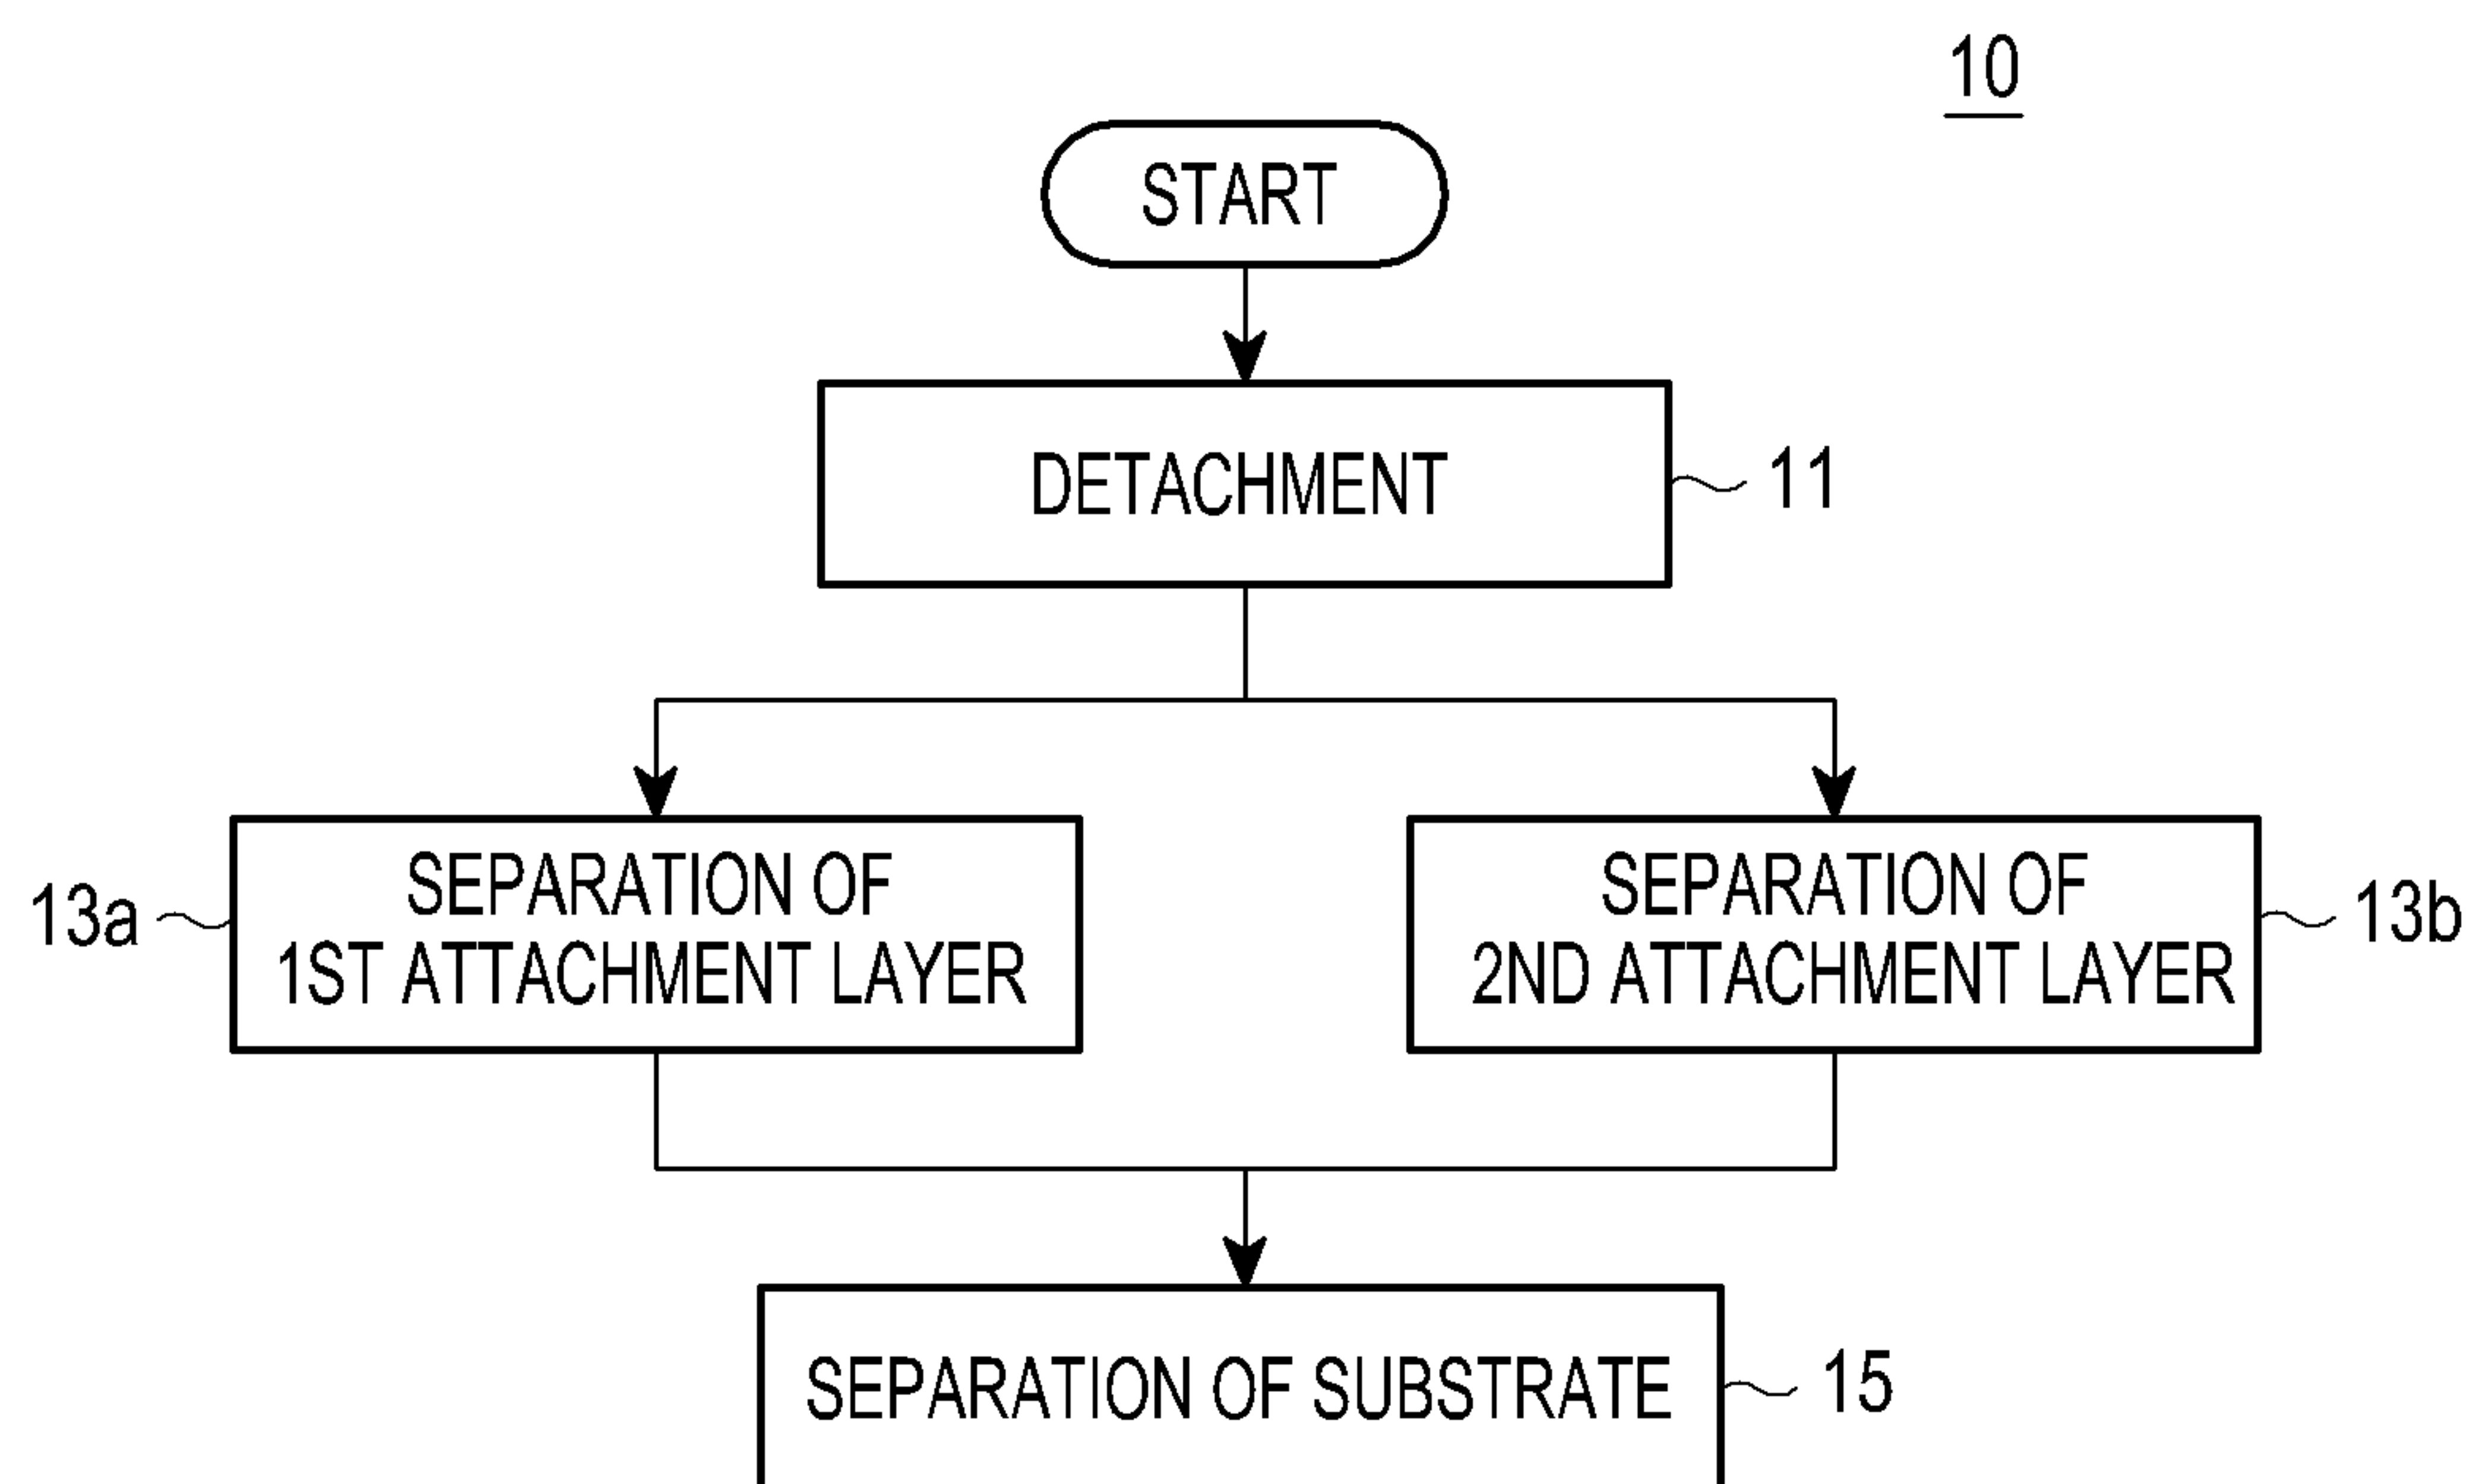 10
START
DETACHMENT
11
SEPARATION OF
1ST ATTACHMENT LAYER
13a
SEPARATION OF
2ND ATTACHMENT LAYER
13b
SEPARATION OF SUBSTRATE
15